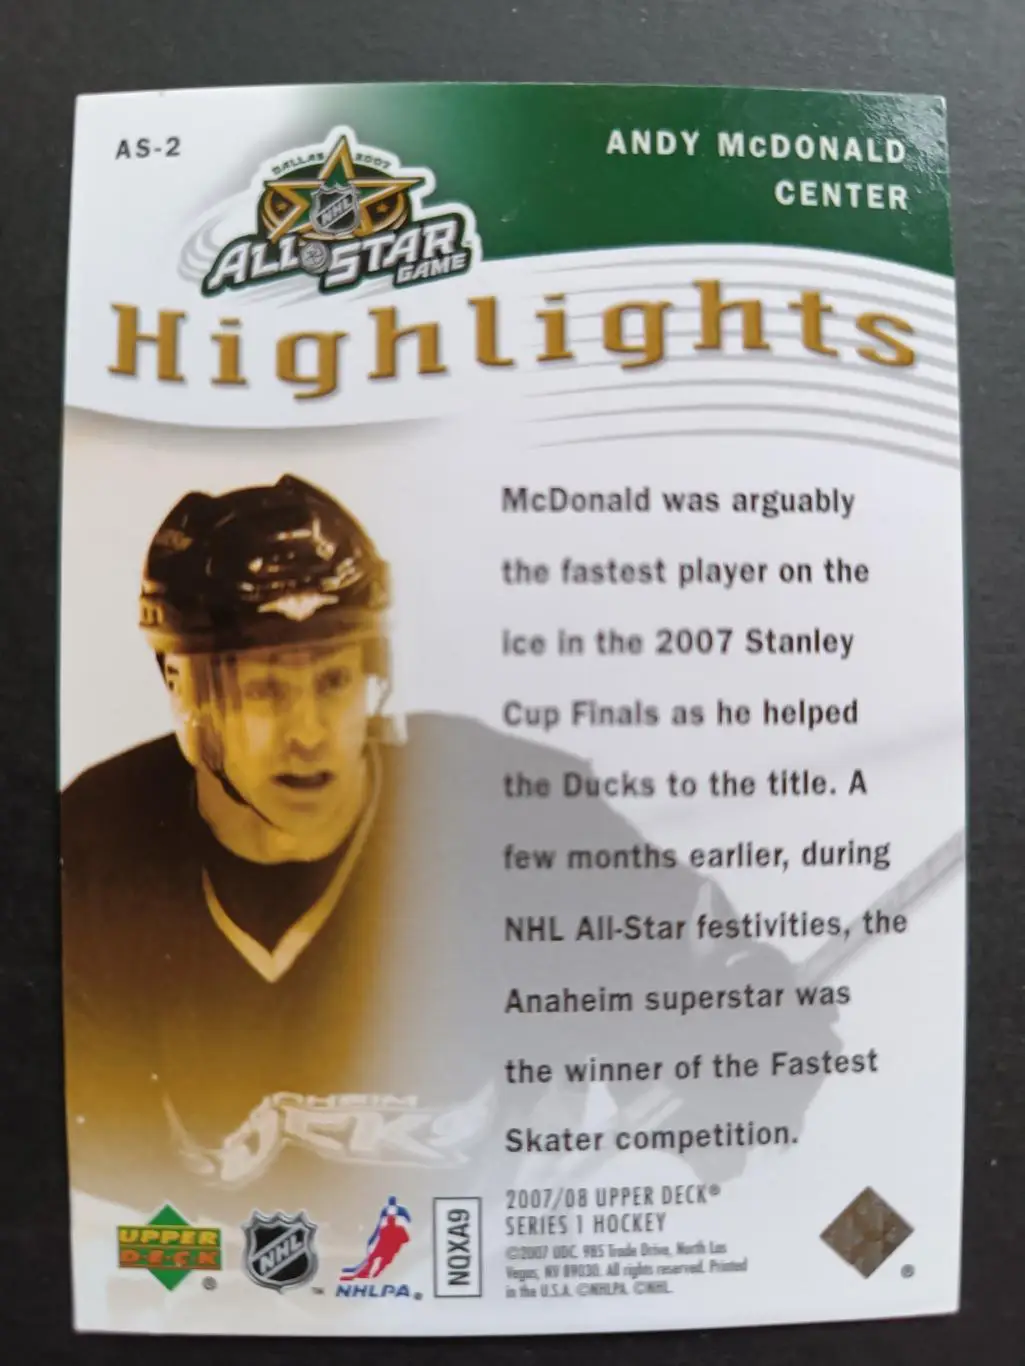 AS-2
DALLAS 2007
NHL
ALL STAR
GAME
ANDY McDONALD
CENTER
Highlights
McDonald was arguably
the fastest player on the
ice in the 2007 Stanley
Cup Finals as he helped
the Ducks to the title. A
few months earlier, during
NHL All-Star festivities, the
Anaheim superstar was
the winner of the Fastest
Skater competition.
ANAHEIM
DUCKS
UPPER
DECK®
NHL™
NHLPA®
NQXA9
2007/08 UPPER DECK®
SERIES 1 HOCKEY
©2007 UDC. 985 Trade Drive, North Las
Vegas, NV 89030. All rights reserved. Printed
in the U.S.A. ©NHLPA. ©NHL.
®